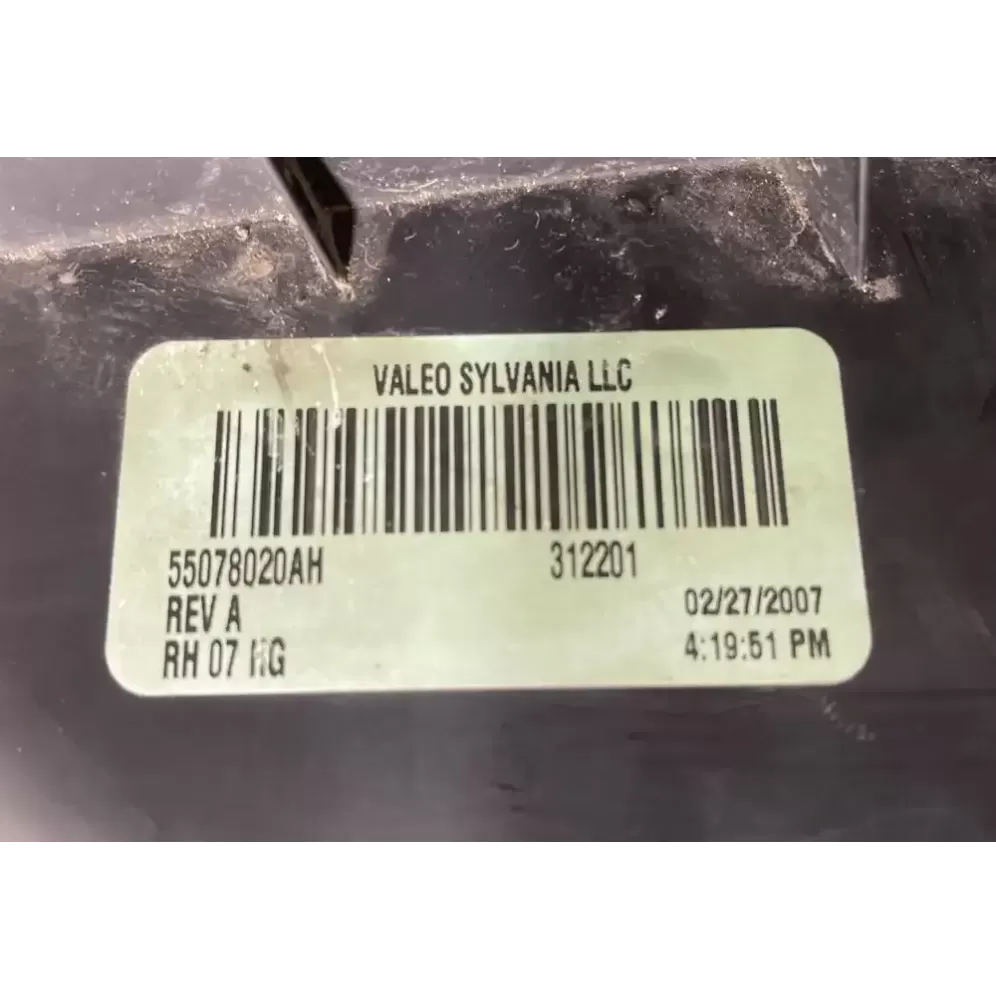 VALEO SYLVANIA LLC
55078020AH 312201
REV A 02/27/2007
RH 07 4:19:51 PM